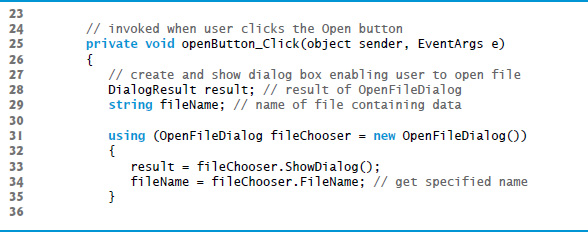 23
24 // invoked when user clicks the Open button
25 private void openButton_Click(object sender, EventArgs e)
26 {
27 // create and show dialog box enabling user to open file
28 DialogResult result; // result of OpenFileDialog
29 string fileName; // name of file containing data
30
31 using (OpenFileDialog fileChooser = new OpenFileDialog())
32 {
33 result = fileChooser.ShowDialog();
34 fileName = fileChooser.FileName; // get specified name
35 }
36